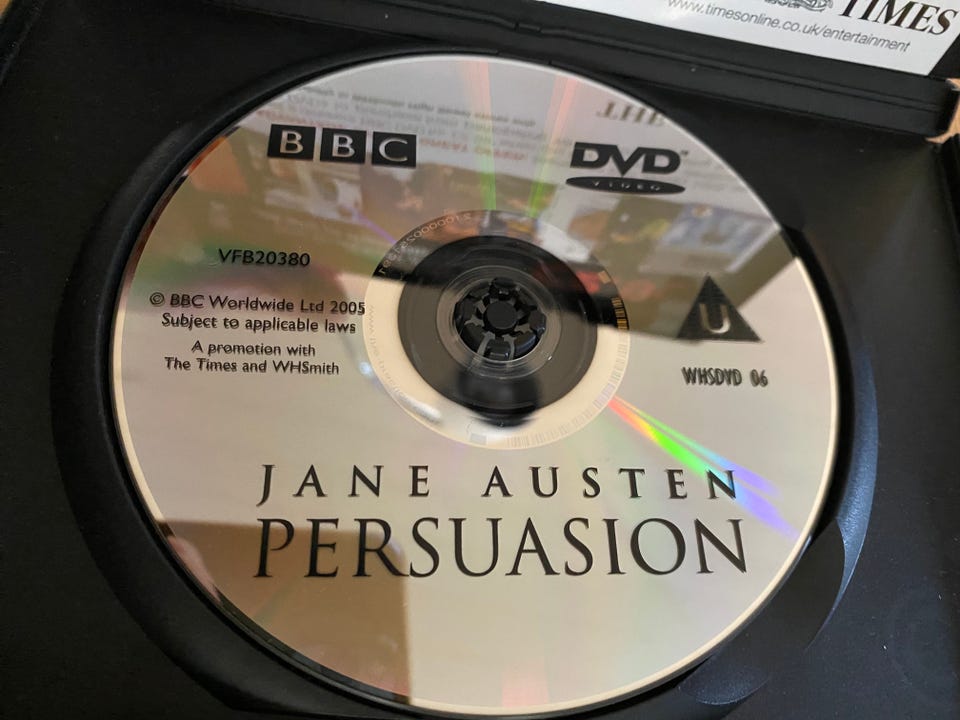 TIMES
www.timesonline.co.uk/entertainment
BBC
DVD™
VIDEO
VFB20380
© BBC Worldwide Ltd 2005
Subject to applicable laws
A promotion with
The Times and WHSmith
U
WHSDVD 06
JANE AUSTEN
PERSUASION